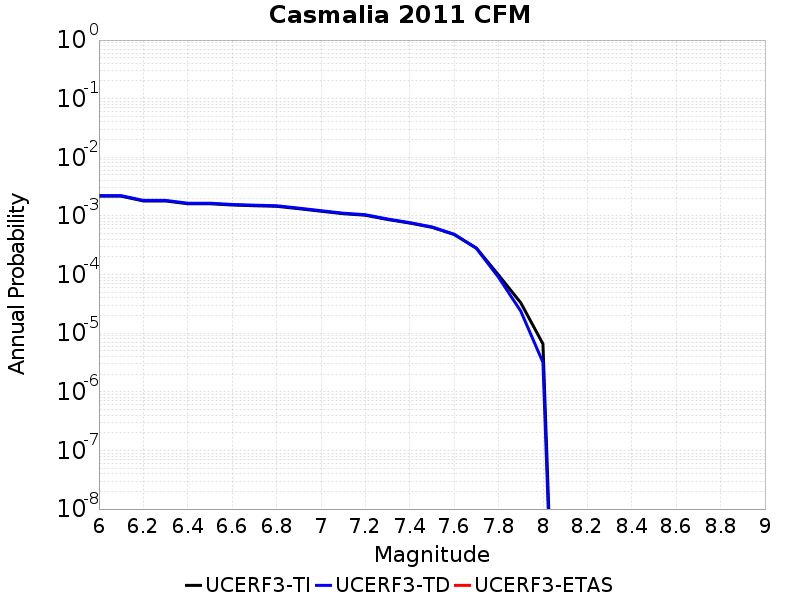 Casmalia 2011 CFM
10^0
10^-1
10^-2
10^-3
10^-4
10^-5
10^-6
10^-7
10^-8
Annual Probability
6 6.2 6.4 6.6 6.8 7 7.2 7.4 7.6 7.8 8 8.2 8.4 8.6 8.8 9
Magnitude
UCERF3-TI UCERF3-TD UCERF3-ETAS